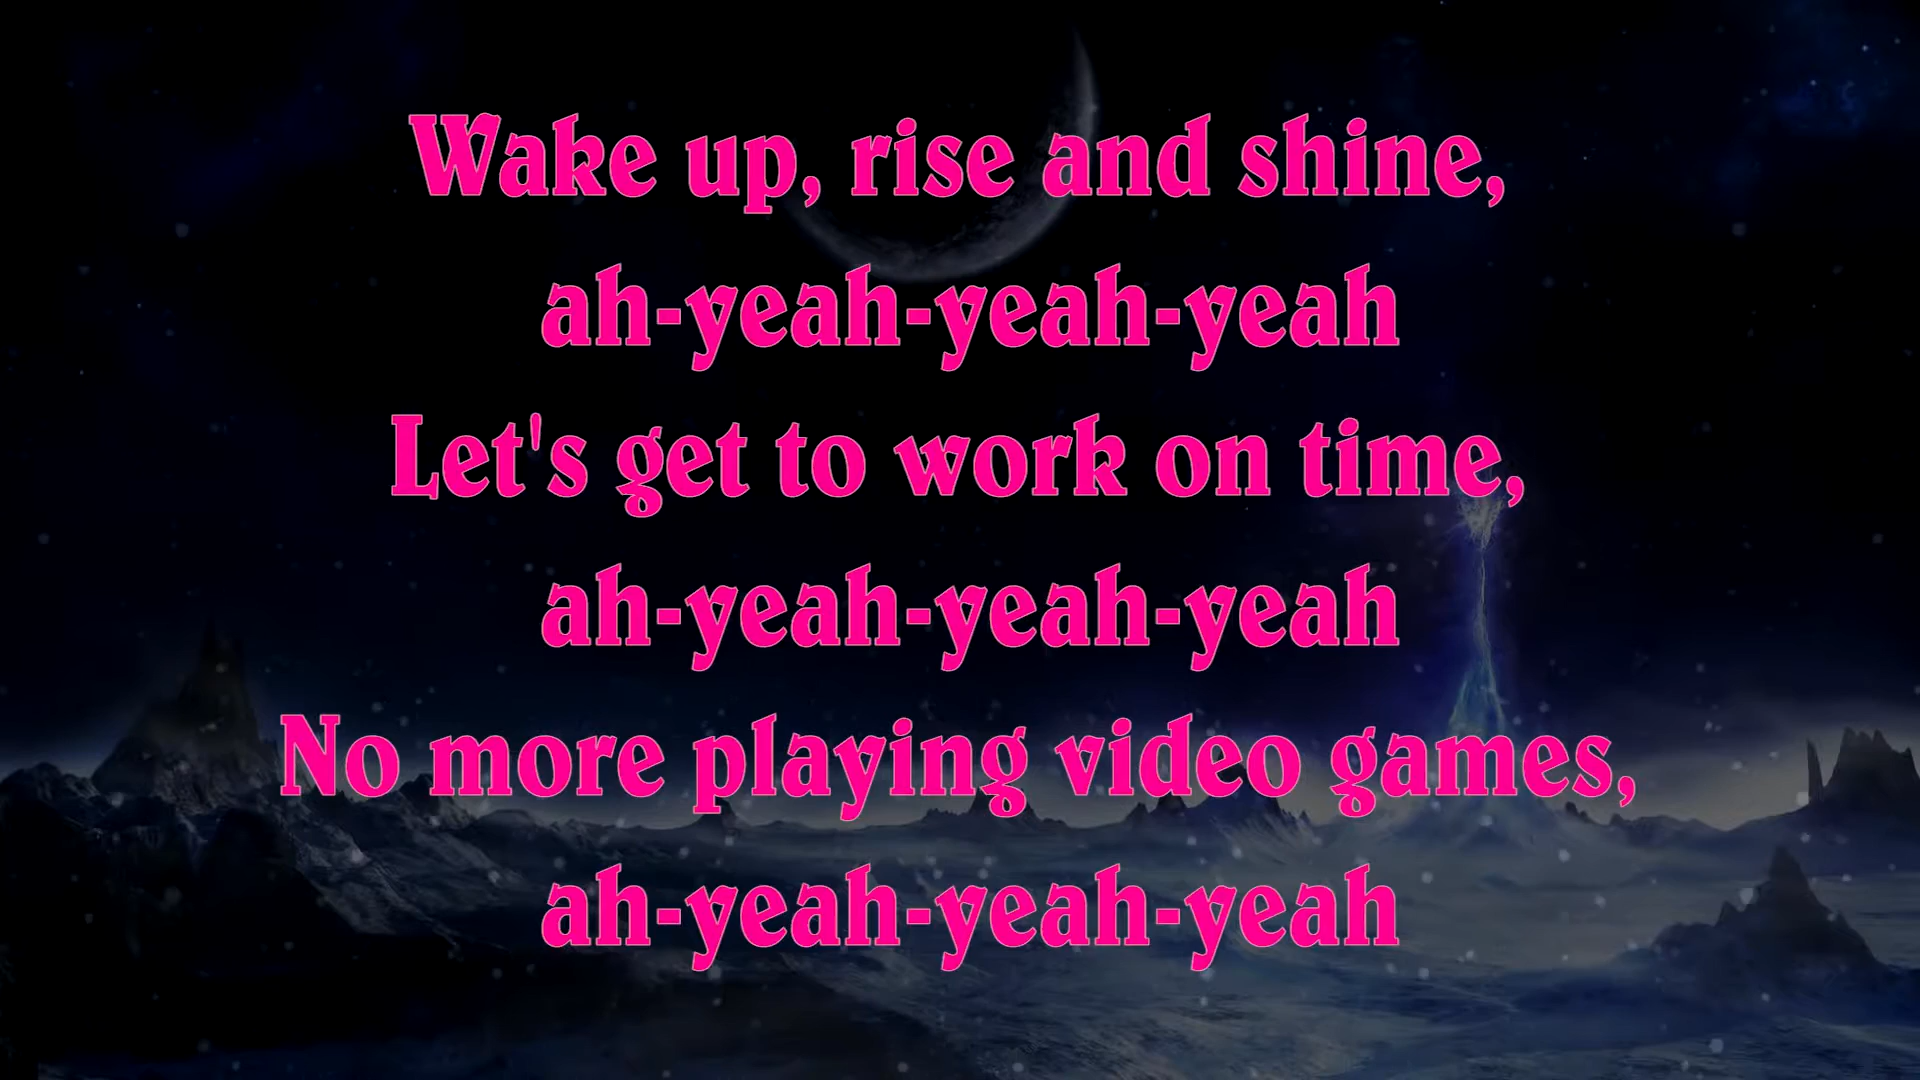 Wake up, rise and shine,
ah-yeah-yeah-yeah
Let's get to work on time,
ah-yeah-yeah-yeah
No more playing video games,
ah-yeah-yeah-yeah